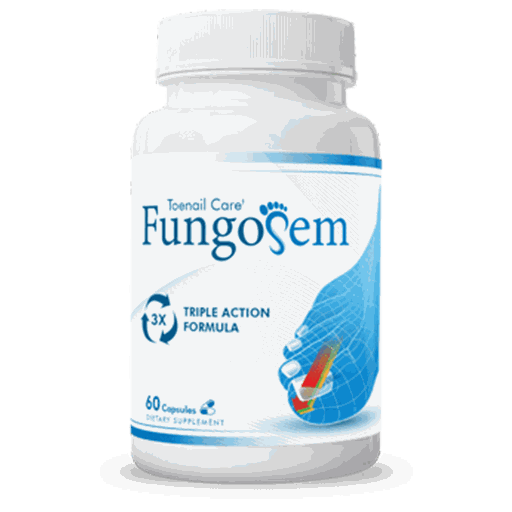 Toenail Care'
FungoSem
3X
TRIPLE ACTION
FORMULA
60 Capsules
DIETARY SUPPLEMENT